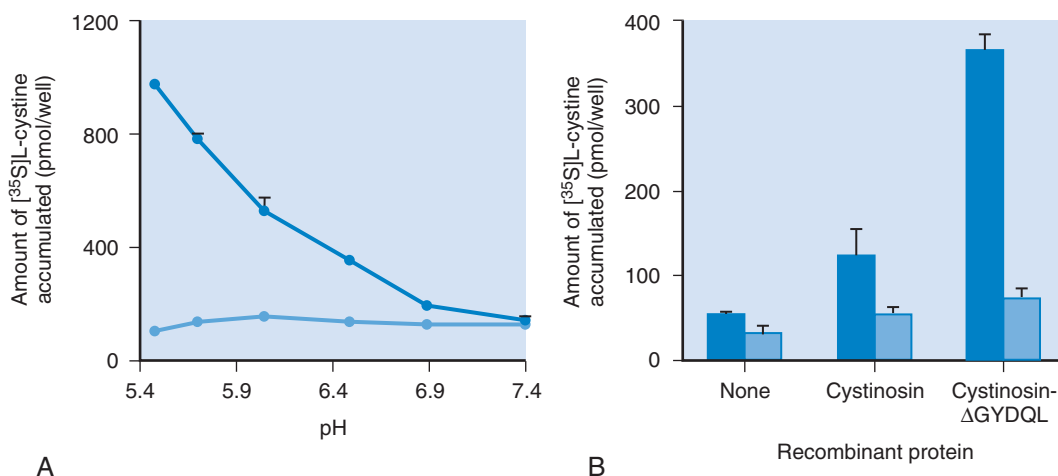 Amount of [³⁵S]L-cystine
accumulated (pmol/well)
1200
800
400
0
5.4 5.9 6.4 6.9 7.4
pH
A
Amount of [³⁵S]L-cystine
accumulated (pmol/well)
400
300
200
100
0
None Cystinosin Cystinosin-
ΔGYDQL
Recombinant protein
B